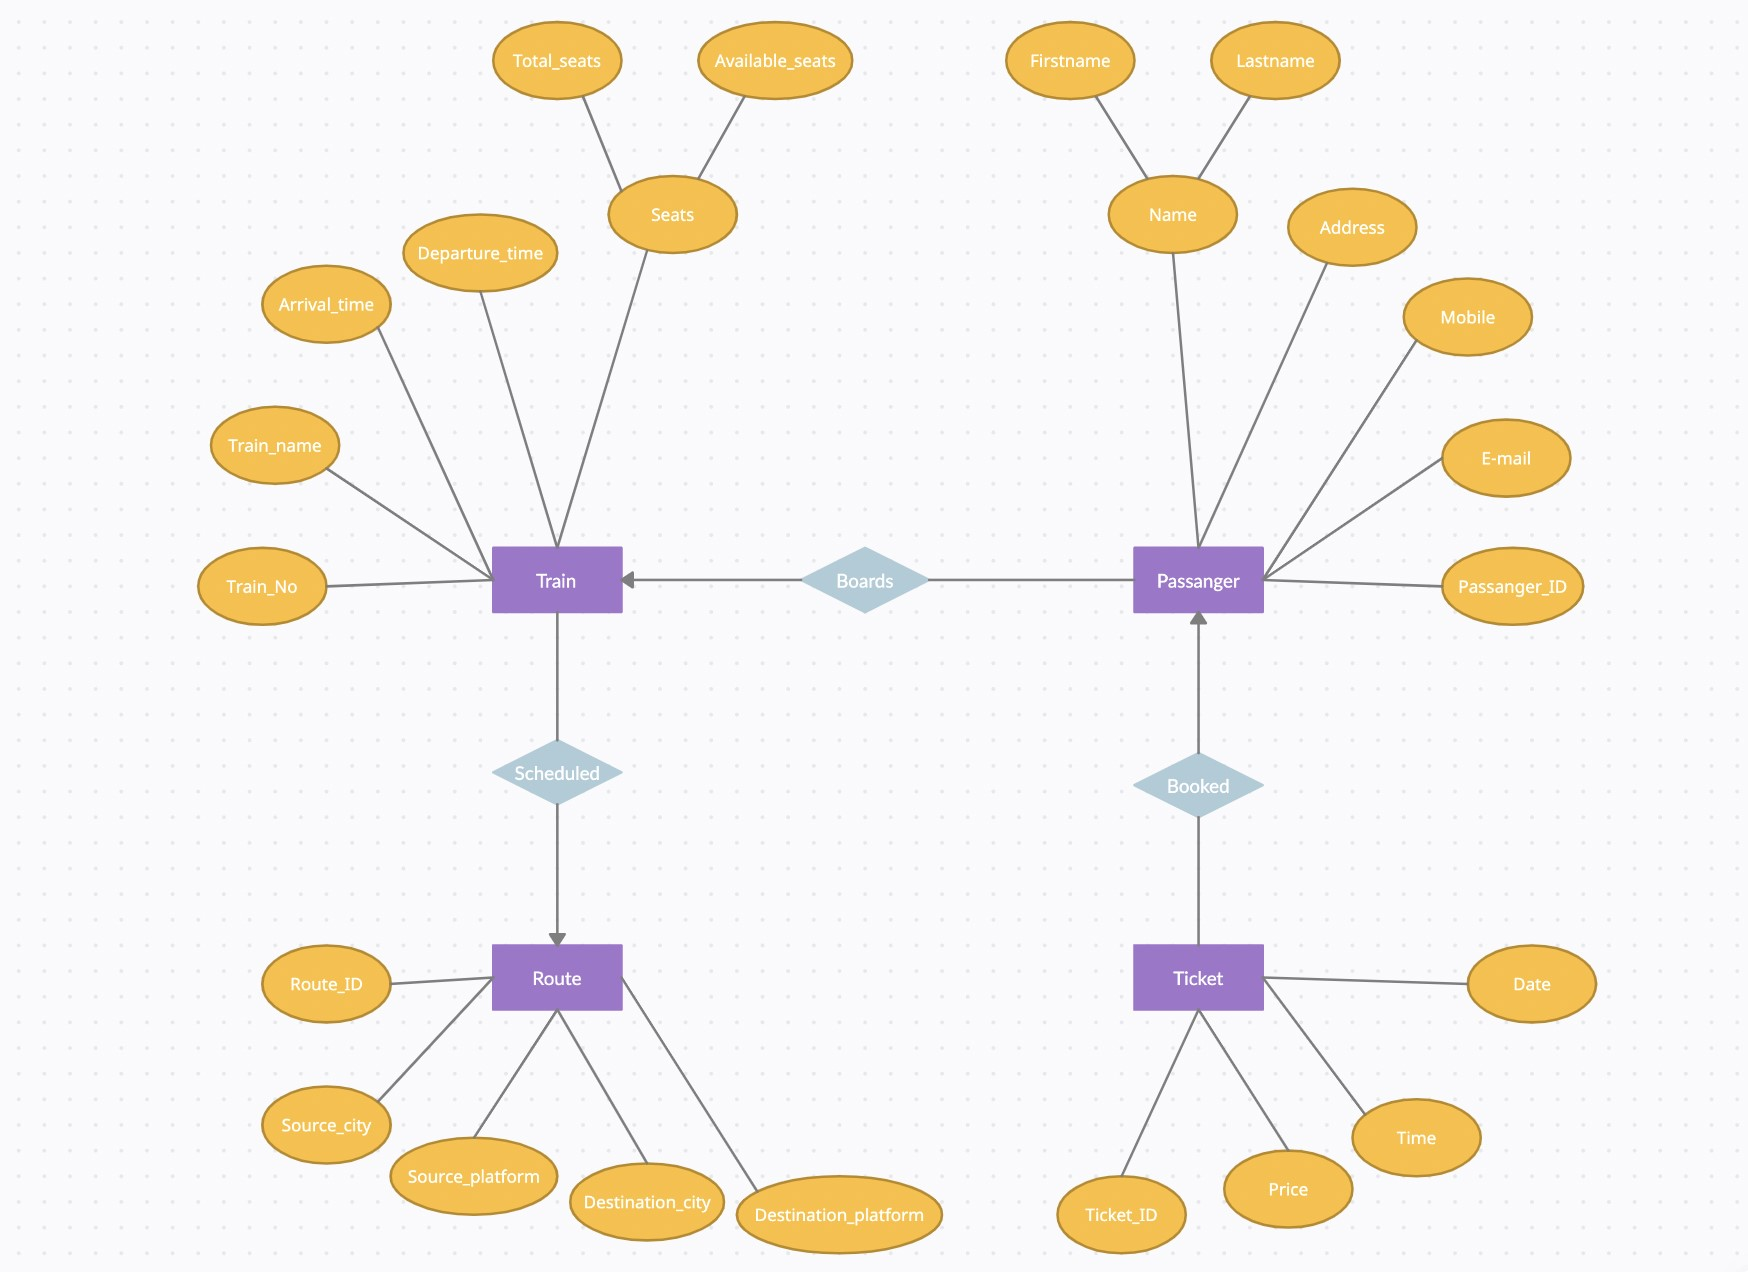 Total_seats
Available_seats
Firstname
Lastname
Seats
Name
Address
Departure_time
Arrival_time
Mobile
Train_name
E-mail
Train_No
Train
Boards
Passanger
Passanger_ID
Scheduled
Booked
Route_ID
Route
Ticket
Date
Source_city
Time
Source_platform
Destination_city
Destination_platform
Ticket_ID
Price